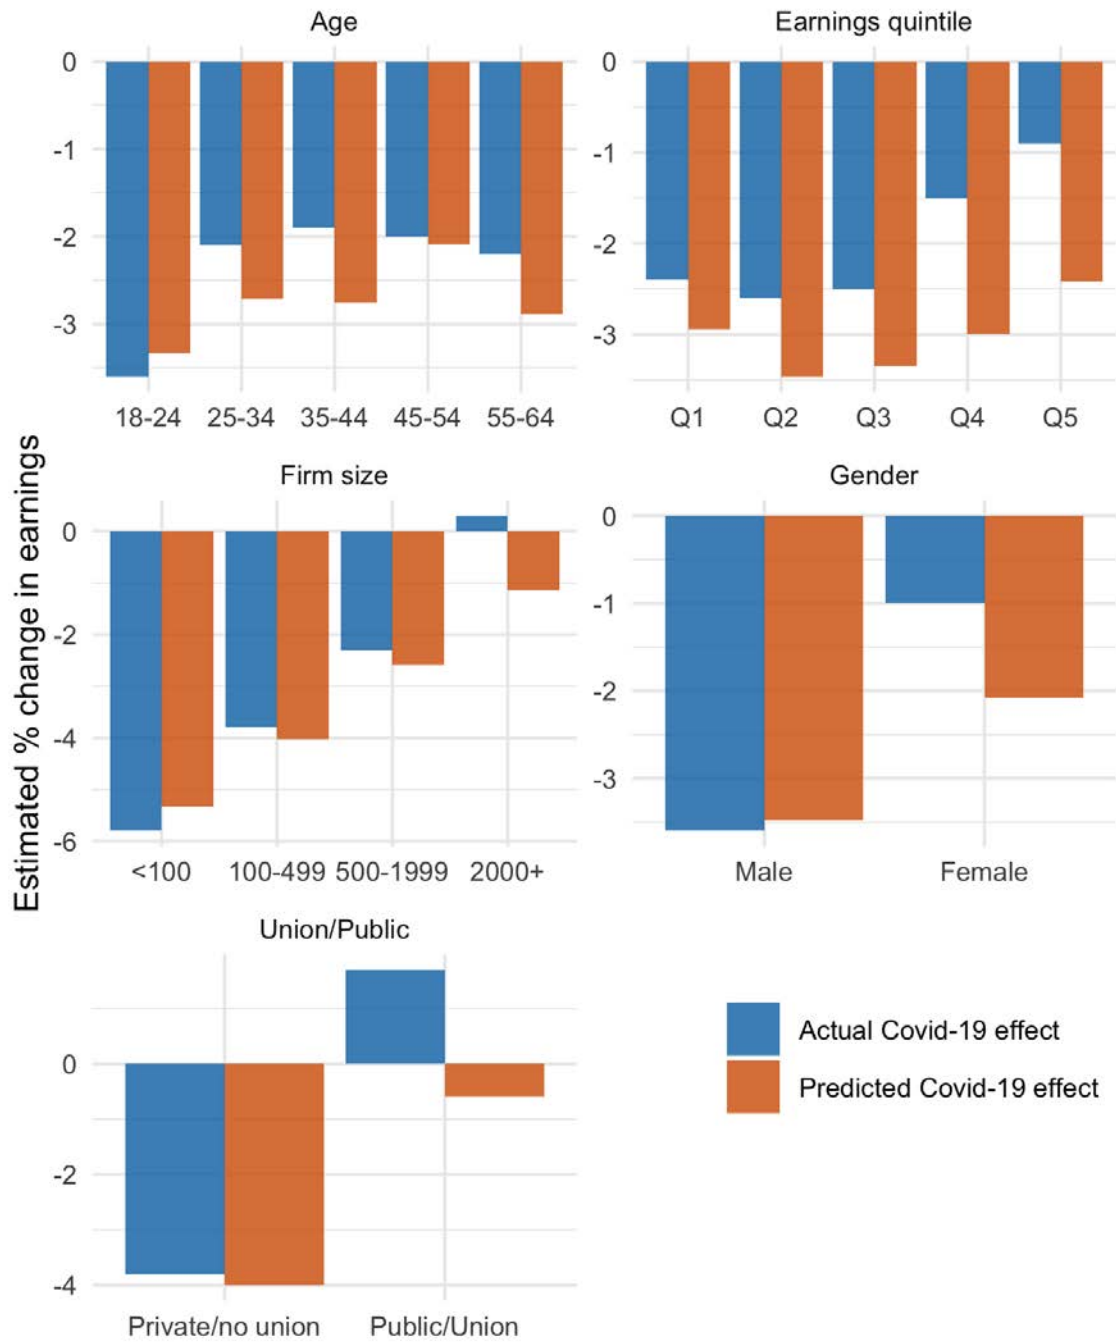 Age
0
-1
-2
-3
18-24 25-34 35-44 45-54 55-64
Earnings quintile
0
-1
-2
-3
Q1 Q2 Q3 Q4 Q5
Estimated % change in earnings
Firm size
0
-2
-4
-6
<100 100-499 500-1999 2000+
Gender
0
-1
-2
-3
Male Female
Union/Public
0
-2
-4
Private/no union Public/Union
Actual Covid-19 effect
Predicted Covid-19 effect